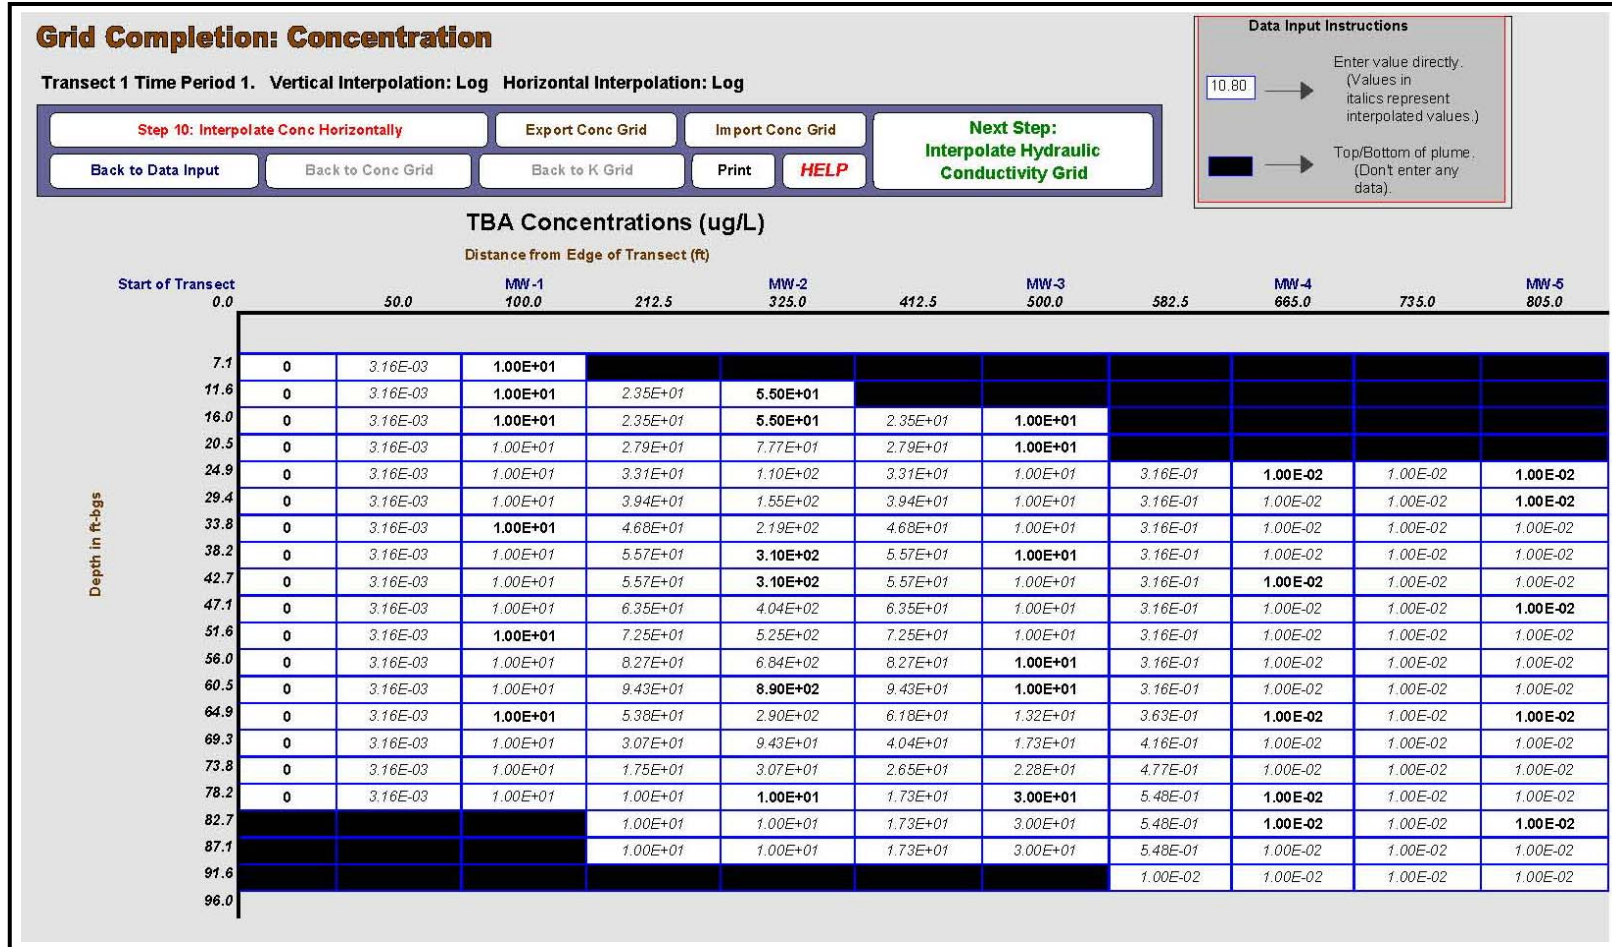 Grid Completion: Concentration
Transect 1 Time Period 1. Vertical Interpolation: Log Horizontal Interpolation: Log
Step 10: Interpolate Conc Horizontally
Export Conc Grid
Import Conc Grid
Next Step:
Interpolate Hydraulic
Conductivity Grid
Back to Data Input
Back to Conc Grid
Back to K Grid
Print
HELP
Data Input Instructions
10.80
Enter value directly.
(Values in
italics represent
interpolated values.)
Top/Bottom of plume.
(Don't enter any
data).
TBA Concentrations (ug/L)
Distance from Edge of Transect (ft)
Start of Transect MW-1 MW-2 MW-3 MW-4 MW-5
0.0 50.0 100.0 212.5 325.0 412.5 500.0 582.5 665.0 735.0 805.0
Depth in ft-bgs
7.1 0 3.16E-03 1.00E+01
11.6 0 3.16E-03 1.00E+01 2.35E+01 5.50E+01
16.0 0 3.16E-03 1.00E+01 2.35E+01 5.50E+01 2.35E+01 1.00E+01
20.5 0 3.16E-03 1.00E+01 2.79E+01 7.77E+01 2.79E+01 1.00E+01
24.9 0 3.16E-03 1.00E+01 3.31E+01 1.10E+02 3.31E+01 1.00E+01 3.16E-01 1.00E-02 1.00E-02 1.00E-02
29.4 0 3.16E-03 1.00E+01 3.94E+01 1.55E+02 3.94E+01 1.00E+01 3.16E-01 1.00E-02 1.00E-02 1.00E-02
33.8 0 3.16E-03 1.00E+01 4.68E+01 2.19E+02 4.68E+01 1.00E+01 3.16E-01 1.00E-02 1.00E-02 1.00E-02
38.2 0 3.16E-03 1.00E+01 5.57E+01 3.10E+02 5.57E+01 1.00E+01 3.16E-01 1.00E-02 1.00E-02 1.00E-02
42.7 0 3.16E-03 1.00E+01 5.57E+01 3.10E+02 5.57E+01 1.00E+01 3.16E-01 1.00E-02 1.00E-02 1.00E-02
47.1 0 3.16E-03 1.00E+01 6.35E+01 4.04E+02 6.35E+01 1.00E+01 3.16E-01 1.00E-02 1.00E-02 1.00E-02
51.6 0 3.16E-03 1.00E+01 7.25E+01 5.25E+02 7.25E+01 1.00E+01 3.16E-01 1.00E-02 1.00E-02 1.00E-02
56.0 0 3.16E-03 1.00E+01 8.27E+01 6.84E+02 8.27E+01 1.00E+01 3.16E-01 1.00E-02 1.00E-02 1.00E-02
60.5 0 3.16E-03 1.00E+01 9.43E+01 8.90E+02 9.43E+01 1.00E+01 3.16E-01 1.00E-02 1.00E-02 1.00E-02
64.9 0 3.16E-03 1.00E+01 5.38E+01 2.90E+02 6.18E+01 1.32E+01 3.63E-01 1.00E-02 1.00E-02 1.00E-02
69.3 0 3.16E-03 1.00E+01 3.07E+01 9.43E+01 4.04E+01 1.73E+01 4.16E-01 1.00E-02 1.00E-02 1.00E-02
73.8 0 3.16E-03 1.00E+01 1.75E+01 3.07E+01 2.65E+01 2.28E+01 4.77E-01 1.00E-02 1.00E-02 1.00E-02
78.2 0 3.16E-03 1.00E+01 1.00E+01 1.00E+01 1.73E+01 3.00E+01 5.48E-01 1.00E-02 1.00E-02 1.00E-02
82.7 1.00E+01 1.00E+01 1.73E+01 3.00E+01 5.48E-01 1.00E-02 1.00E-02 1.00E-02
87.1 1.00E+01 1.00E+01 1.73E+01 3.00E+01 5.48E-01 1.00E-02 1.00E-02 1.00E-02
91.6 1.00E-02 1.00E-02 1.00E-02 1.00E-02
96.0